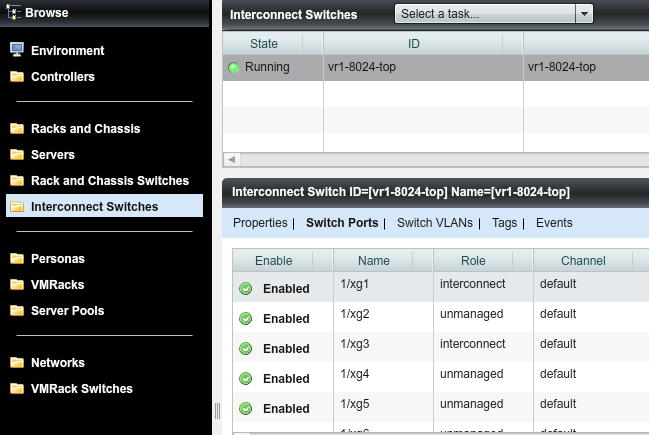 Browse
Environment
Controllers
Racks and Chassis
Servers
Rack and Chassis Switches
Interconnect Switches
Personas
VMRacks
Server Pools
Networks
VMRack Switches
Interconnect Switches Select a task...
State ID
Running vr1-8024-top vr1-8024-top
Interconnect Switch ID=[vr1-8024-top] Name=[vr1-8024-top]
Properties | Switch Ports | Switch VLANs | Tags | Events
Enable Name Role Channel
Enabled 1/xg1 interconnect default
Enabled 1/xg2 unmanaged default
Enabled 1/xg3 interconnect default
Enabled 1/xg4 unmanaged default
Enabled 1/xg5 unmanaged default
1/xg6 unmanaged default